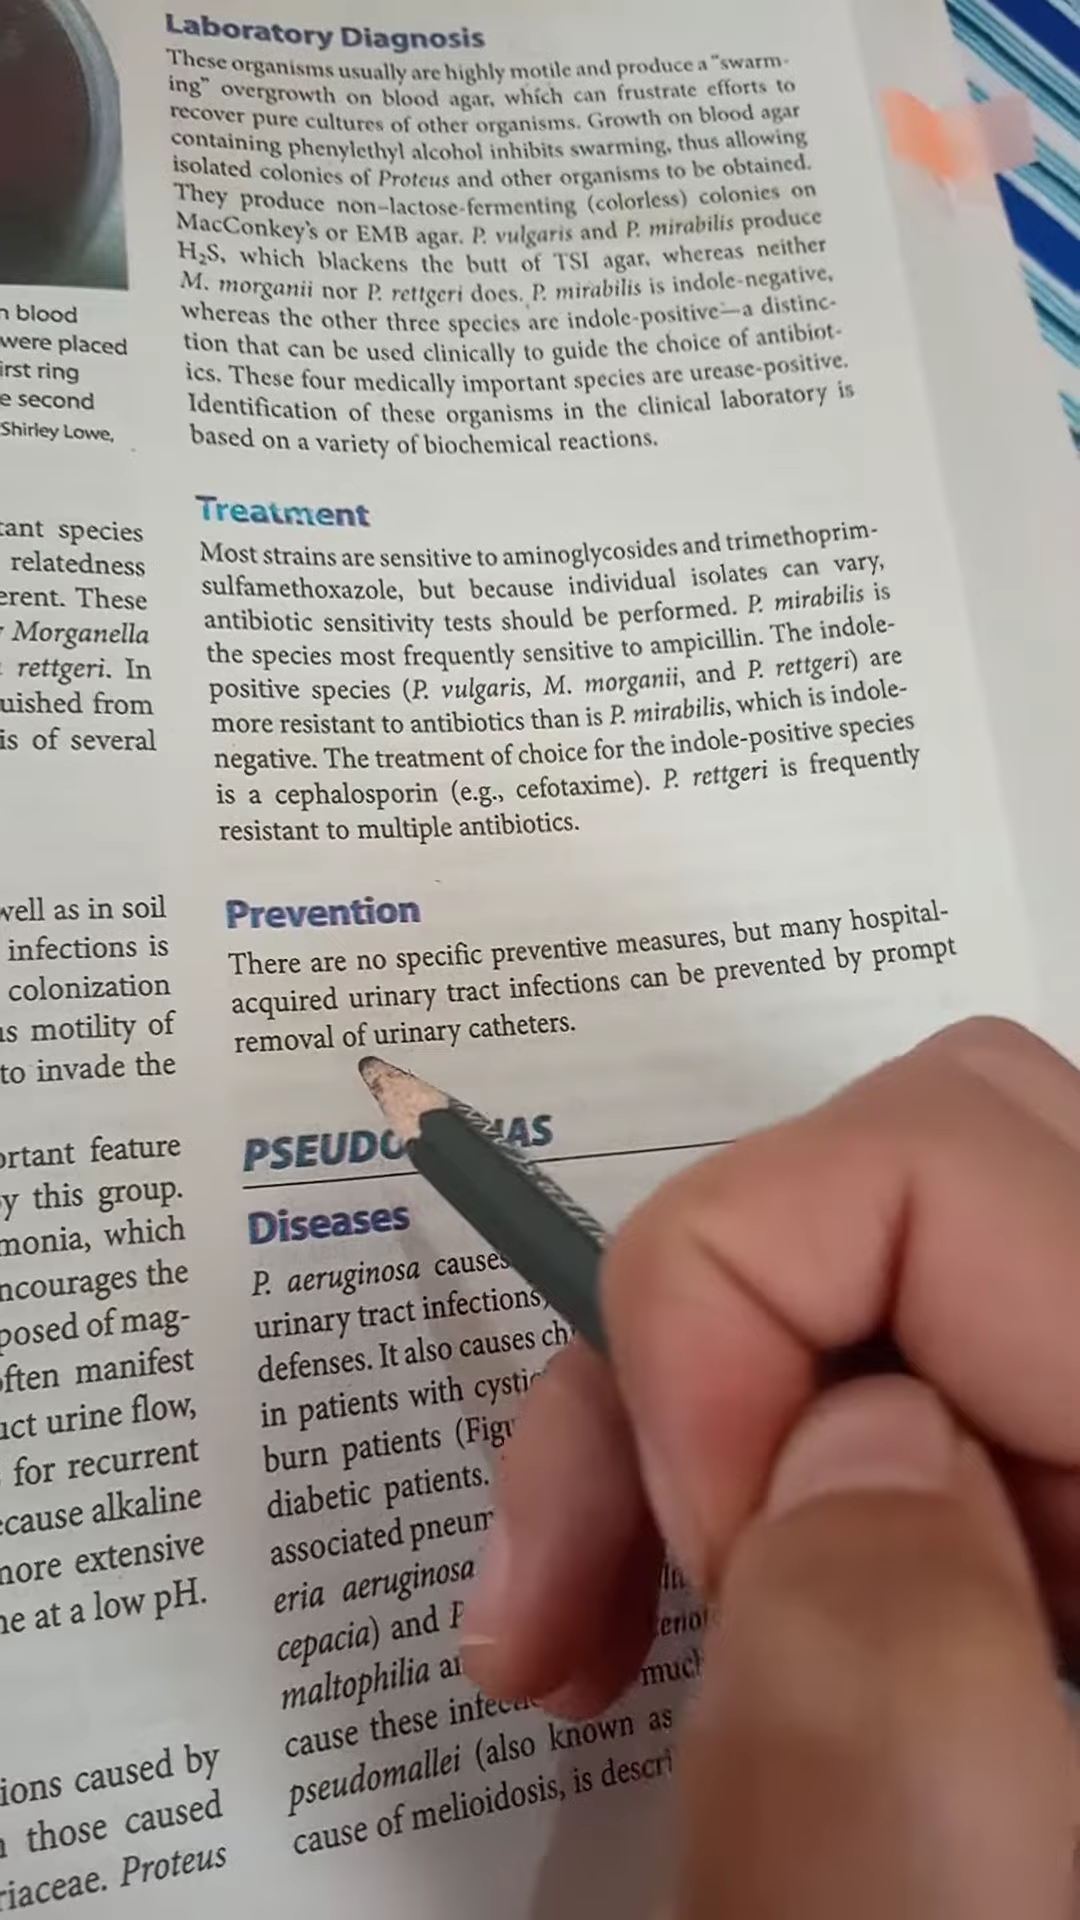 n blood
were placed
irst ring
e second
Shirley Lowe,
tant species
relatedness
erent. These
Morganella
rettgeri. In
uished from
is of several
well as in soil
infections is
colonization
us motility of
to invade the
ortant feature
y this group.
monia, which
ncourages the
posed of mag-
often manifest
uct urine flow,
for recurrent
ecause alkaline
more extensive
ne at a low pH.
ions caused by
those caused
riaceae. Proteus
Laboratory Diagnosis
These organisms usually are highly motile and produce a "swarm-
ing" overgrowth on blood agar, which can frustrate efforts to
recover pure cultures of other organisms. Growth on blood agar
containing phenylethyl alcohol inhibits swarming, thus allowing
isolated colonies of Proteus and other organisms to be obtained.
They produce non–lactose-fermenting (colorless) colonies on
MacConkey's or EMB agar. P. vulgaris and P. mirabilis produce
H₂S, which blackens the butt of TSI agar, whereas neither
M. morganii nor P. rettgeri does. P. mirabilis is indole-negative,
whereas the other three species are indole-positive—a distinc-
tion that can be used clinically to guide the choice of antibiot-
ics. These four medically important species are urease-positive.
Identification of these organisms in the clinical laboratory is
based on a variety of biochemical reactions.
Treatment
Most strains are sensitive to aminoglycosides and trimethoprim-
sulfamethoxazole, but because individual isolates can vary,
antibiotic sensitivity tests should be performed. P. mirabilis is
the species most frequently sensitive to ampicillin. The indole-
positive species (P. vulgaris, M. morganii, and P. rettgeri) are
more resistant to antibiotics than is P. mirabilis, which is indole-
negative. The treatment of choice for the indole-positive species
is a cephalosporin (e.g., cefotaxime). P. rettgeri is frequently
resistant to multiple antibiotics.
Prevention
There are no specific preventive measures, but many hospital-
acquired urinary tract infections can be prevented by prompt
removal of urinary catheters.
Diseases
P. aeruginosa causes
urinary tract infections,
defenses. It also causes
in patients with
burn patients
diabetic patients.
associated
eria aeruginosa
cepacia) and P
maltophilia much
cause these
pseudomallei (also known as
cause of melioidosis, is